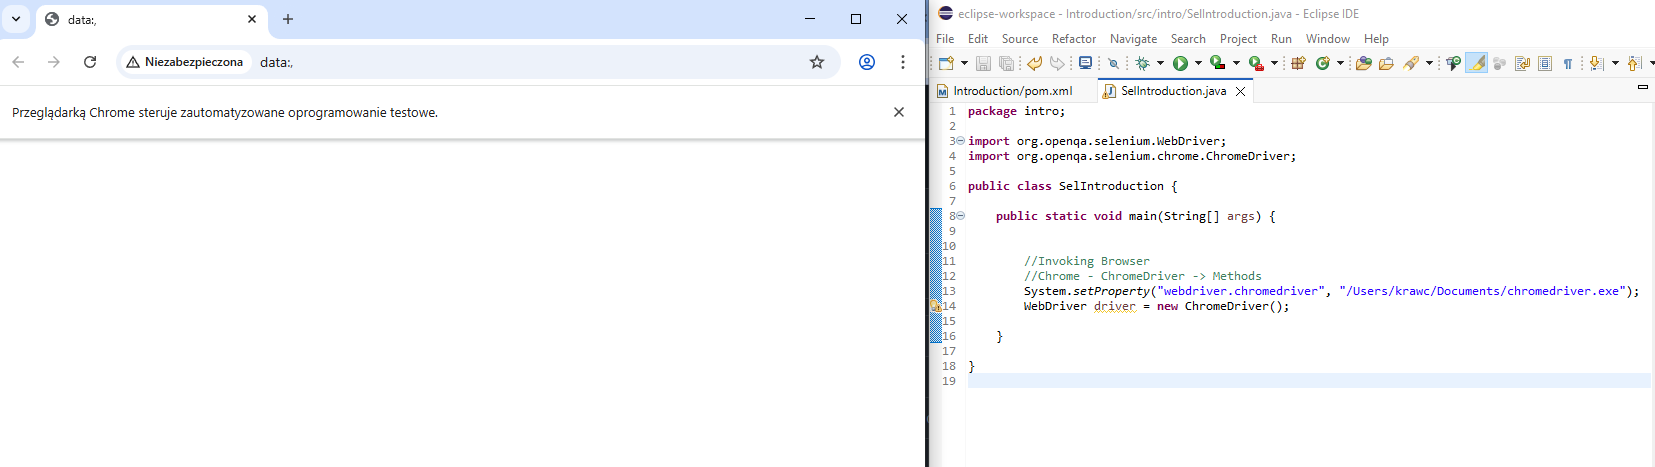 data:,
Niezabezpieczona data:,
Przeglądarką Chrome steruje zautomatyzowane oprogramowanie testowe.
eclipse-workspace - Introduction/src/intro/SelIntroduction.java - Eclipse IDE
File Edit Source Refactor Navigate Search Project Run Window Help
Introduction/pom.xml SelIntroduction.java
1 package intro;
2
3 import org.openqa.selenium.WebDriver;
4 import org.openqa.selenium.chrome.ChromeDriver;
5
6 public class SelIntroduction {
7
8 public static void main(String[] args) {
9
10
11 //Invoking Browser
12 //Chrome - ChromeDriver -> Methods
13 System.setProperty("webdriver.chromedriver", "/Users/krawc/Documents/chromedriver.exe");
14 WebDriver driver = new ChromeDriver();
15
16 }
17
18 }
19